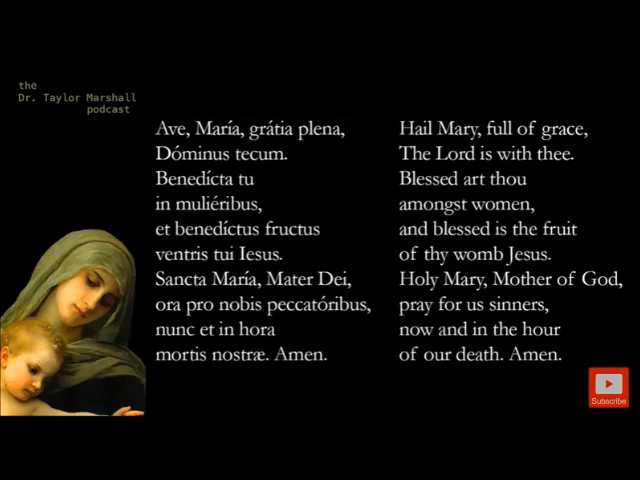 the
Dr. Taylor Marshall
podcast
Ave, María, grátia plena,
Dóminus tecum.
Benedícta tu
in muliéribus,
et benedíctus fructus
ventris tui Iesus.
Sancta María, Mater Dei,
ora pro nobis peccatóribus,
nunc et in hora
mortis nostræ. Amen.
Hail Mary, full of grace,
The Lord is with thee.
Blessed art thou
amongst women,
and blessed is the fruit
of thy womb Jesus.
Holy Mary, Mother of God,
pray for us sinners,
now and in the hour
of our death. Amen.
Subscribe